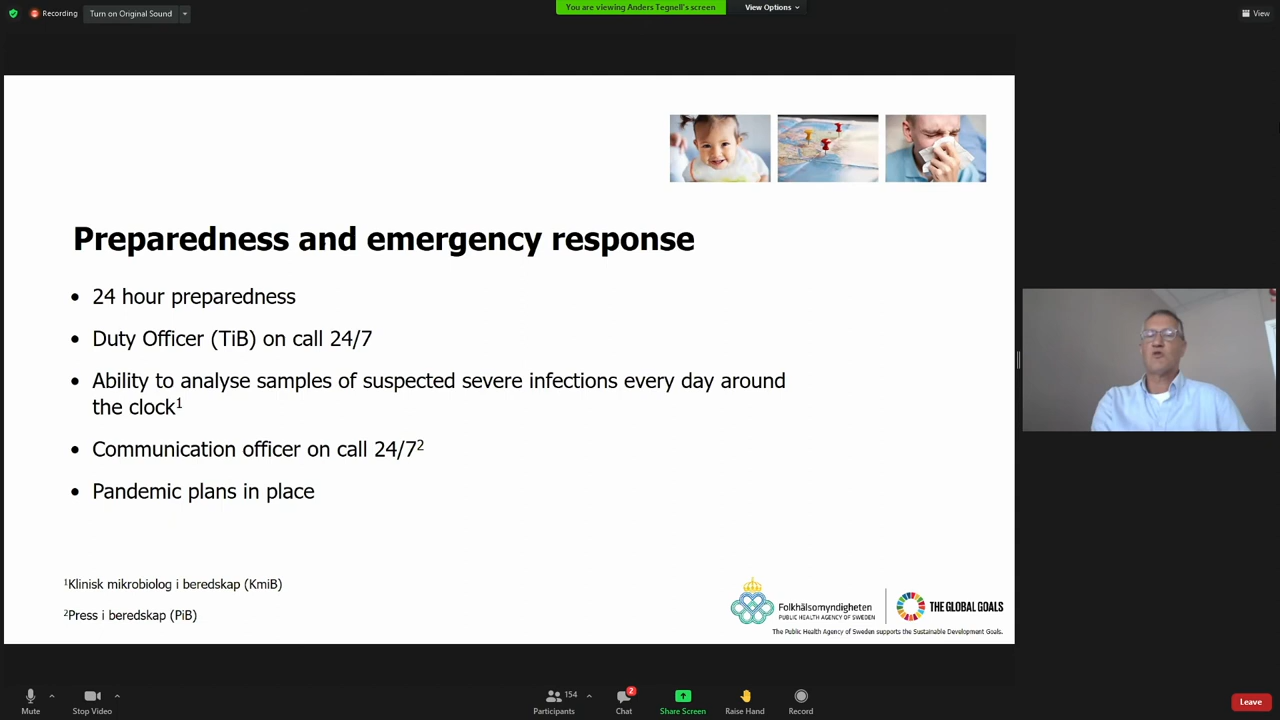 Recording
Turn on Original Sound
You are viewing Anders Tegnell's screen
View Options
View
Preparedness and emergency response
• 24 hour preparedness
• Duty Officer (TiB) on call 24/7
• Ability to analyse samples of suspected severe infections every day around
the clock¹
• Communication officer on call 24/7²
• Pandemic plans in place
¹Klinisk mikrobiolog i beredskap (KmiB)
²Press i beredskap (PiB)
Folkhälsomyndigheten
PUBLIC HEALTH AGENCY OF SWEDEN
THE GLOBAL GOALS
The Public Health Agency of Sweden supports the Sustainable Development Goals.
Mute
Stop Video
154
Participants
2
Chat
Share Screen
Raise Hand
Record
Leave